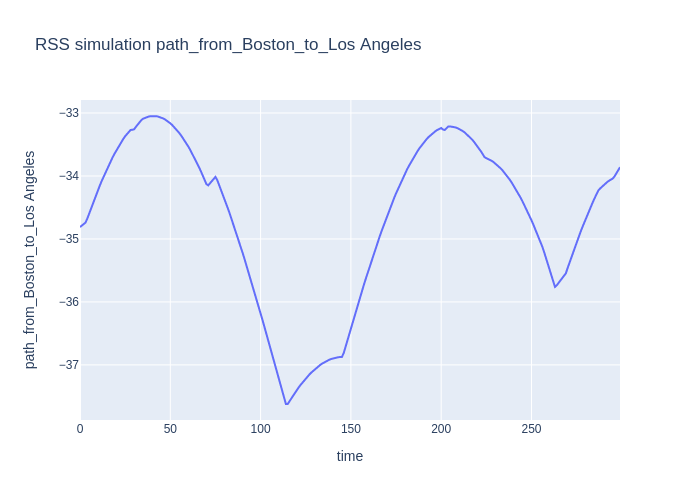 RSS simulation path_from_Boston_to_Los Angeles
path_from_Boston_to_Los Angeles
−33
−34
−35
−36
−37
0 50 100 150 200 250
time